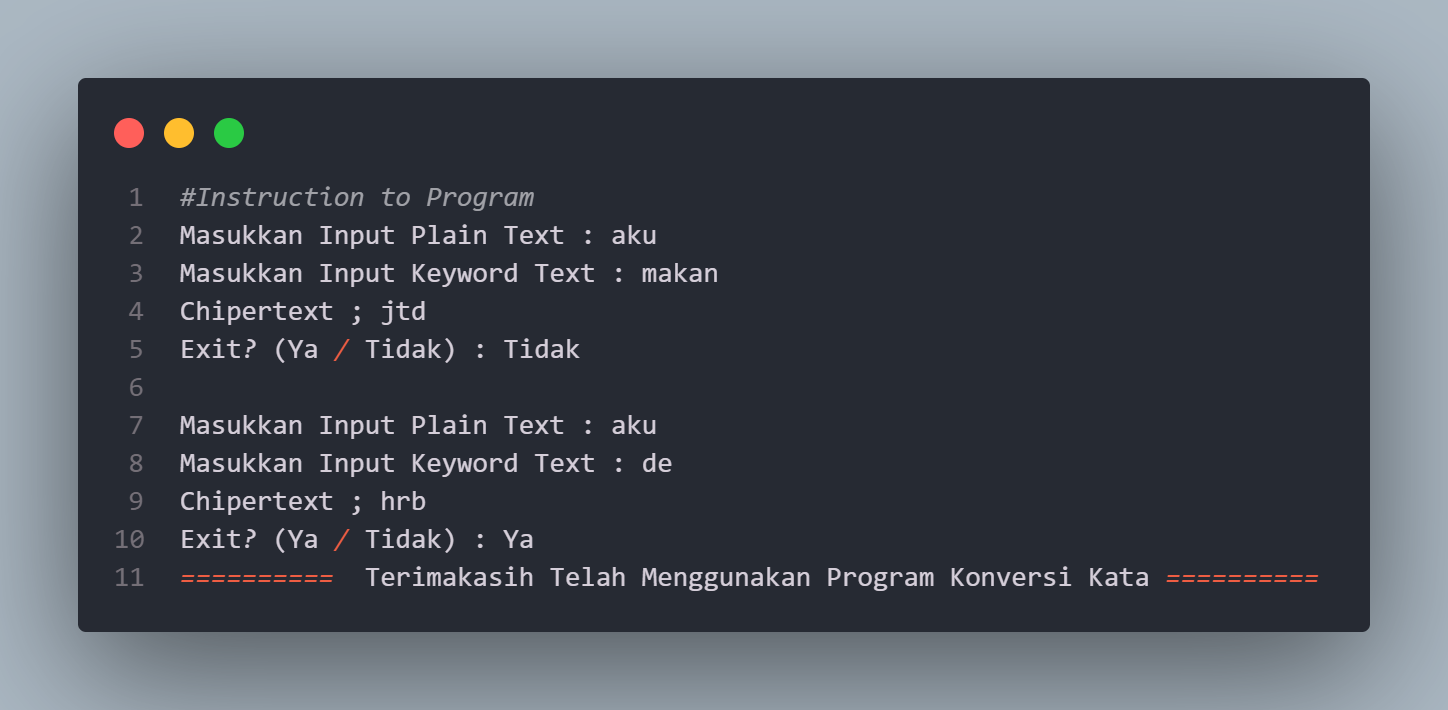 1 #Instruction to Program
2 Masukkan Input Plain Text : aku
3 Masukkan Input Keyword Text : makan
4 Chipertext ; jtd
5 Exit? (Ya / Tidak) : Tidak
6
7 Masukkan Input Plain Text : aku
8 Masukkan Input Keyword Text : de
9 Chipertext ; hrb
10 Exit? (Ya / Tidak) : Ya
11 ==========  Terimakasih Telah Menggunakan Program Konversi Kata ==========